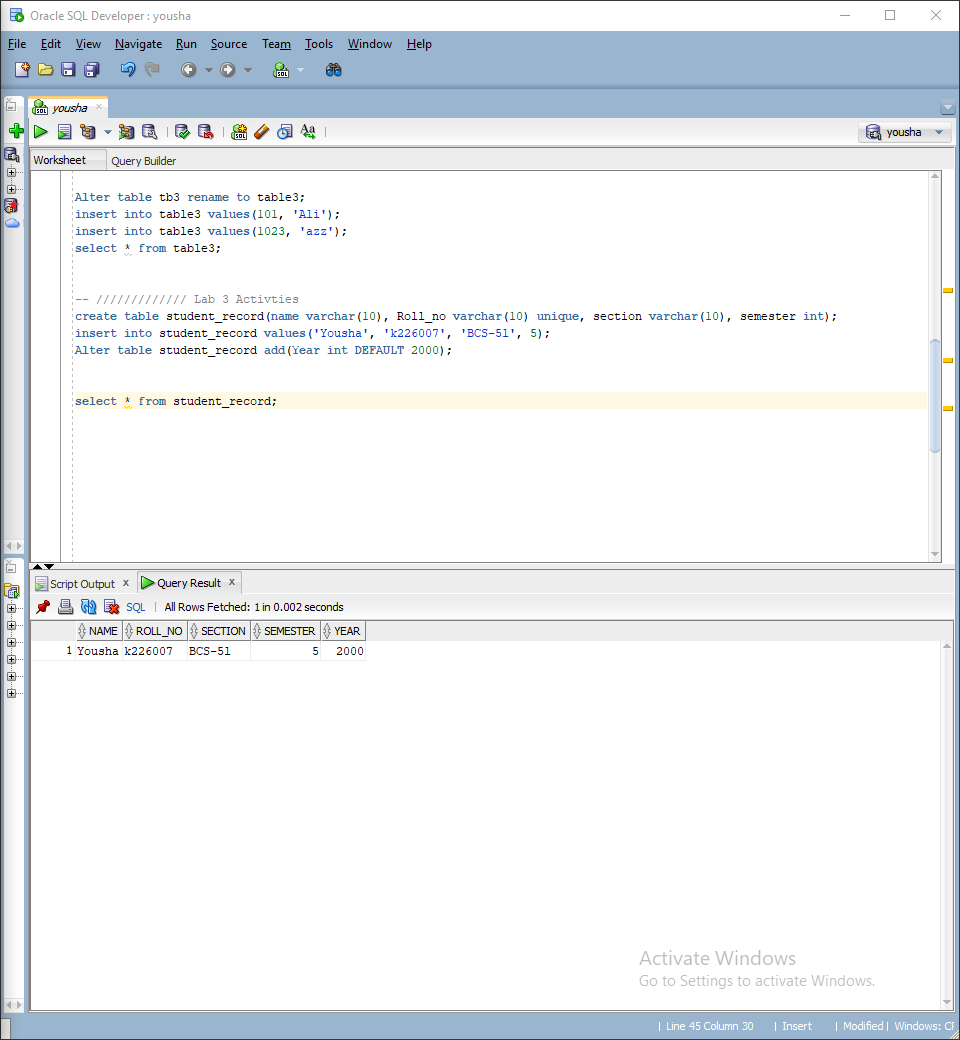 Oracle SQL Developer : yousha
File Edit View Navigate Run Source Team Tools Window Help
yousha
yousha
Worksheet Query Builder
Alter table tb3 rename to table3;
insert into table3 values(101, 'Ali');
insert into table3 values(1023, 'azz');
select * from table3;
-- ///////////// Lab 3 Activties
create table student_record(name varchar(10), Roll_no varchar(10) unique, section varchar(10), semester int);
insert into student_record values('Yousha', 'k226007', 'BCS-5l', 5);
Alter table student_record add(Year int DEFAULT 2000);
select * from student_record;
Script Output x Query Result x
SQL | All Rows Fetched: 1 in 0.002 seconds
NAME ROLL_NO SECTION SEMESTER YEAR
1 Yousha k226007 BCS-5l 5 2000
Activate Windows
Go to Settings to activate Windows.
| Line 45 Column 30 | Insert | Modified | Windows: CF